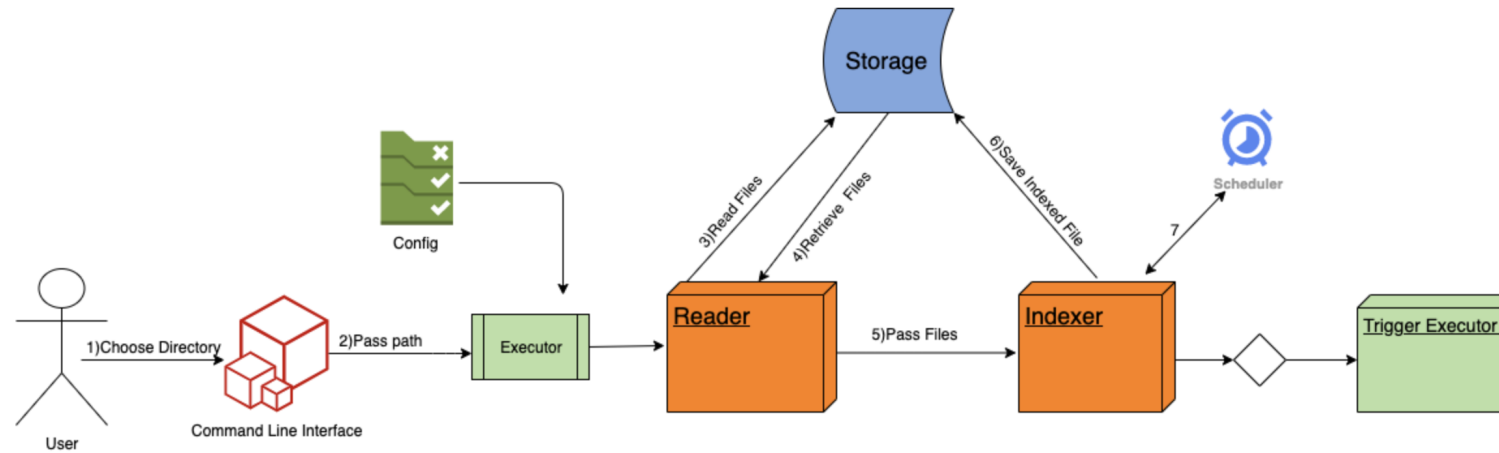 Storage
Scheduler
Config
3)Read Files
4)Retrieve Files
6)Save Indexed File
7
1)Choose Directory
2)Pass path
Executor
Reader
5)Pass Files
Indexer
Trigger Executor
Command Line Interface
User